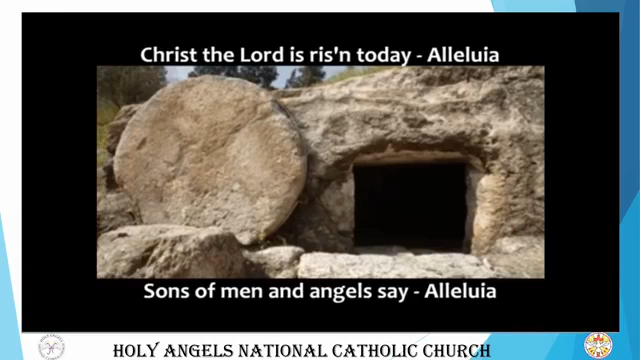 Christ the Lord is ris'n today - Alleluia
Sons of men and angels say - Alleluia
HOLY ANGELS NATIONAL CATHOLIC CHURCH